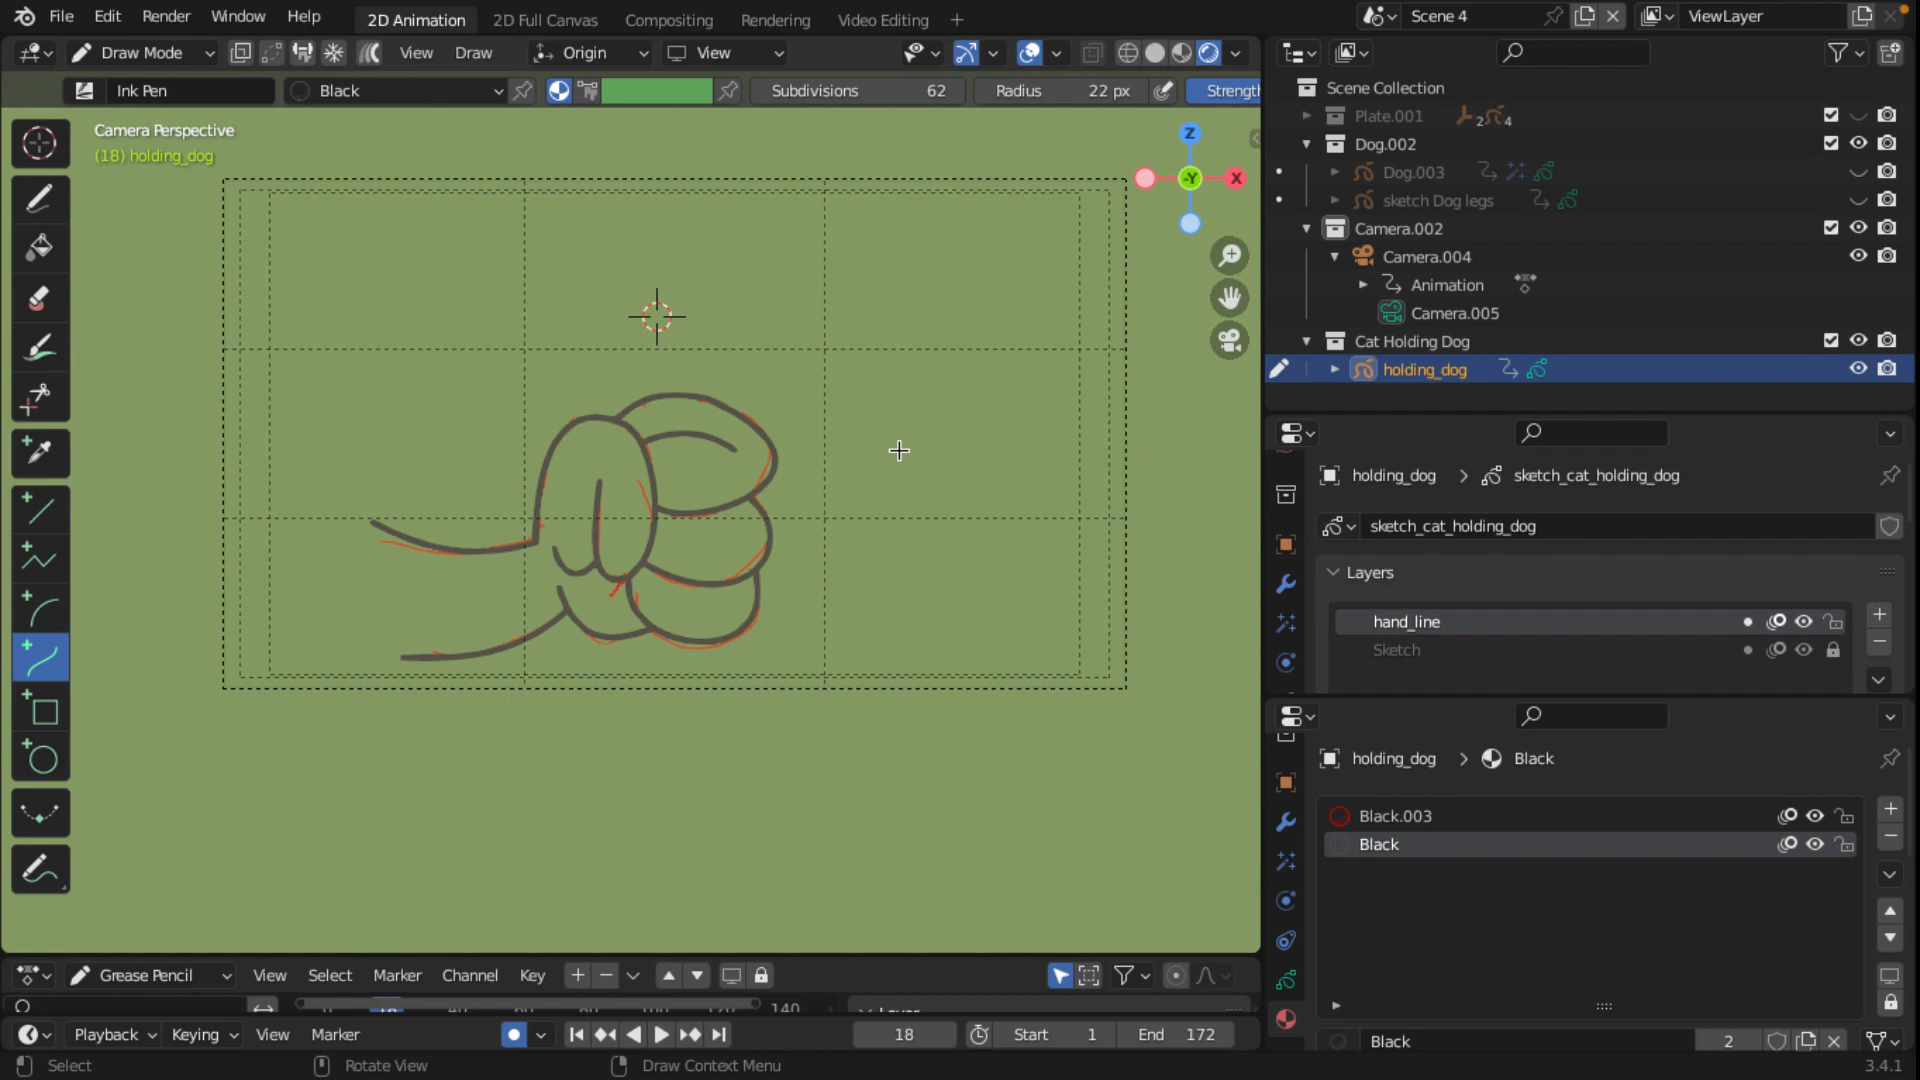 File Edit Render Window Help 2D Animation 2D Full Canvas Compositing Rendering Video Editing + Scene 4 ViewLayer
Draw Mode View Draw Origin View
Ink Pen Black Subdivisions 62 Radius 22 px Strength
Camera Perspective
(18) holding_dog
Z
-Y X
Scene Collection
Plate.001 2 4
Dog.002
Dog.003
sketch Dog legs
Camera.002
Camera.004
Animation
Camera.005
Cat Holding Dog
holding_dog
holding_dog > sketch_cat_holding_dog
sketch_cat_holding_dog
Layers
hand_line
Sketch
holding_dog > Black
Black.003
Black
Black 2
Grease Pencil View Select Marker Channel Key
140
Playback Keying View Marker 18 Start 1 End 172
Select Rotate View Draw Context Menu 3.4.1